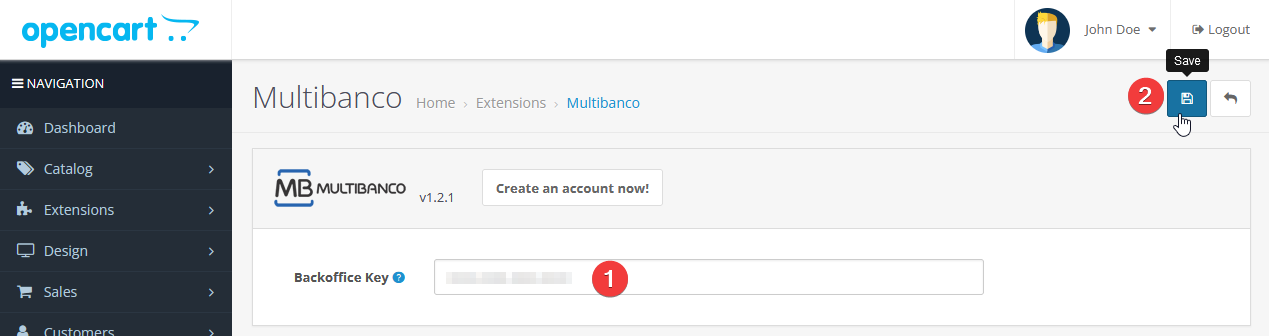 opencart
John Doe
Logout
Save
NAVIGATION
Multibanco
Home › Extensions › Multibanco
2
Dashboard
Catalog
Extensions
Design
Sales
Customers
MB MULTIBANCO
v1.2.1
Create an account now!
Backoffice Key ?
1